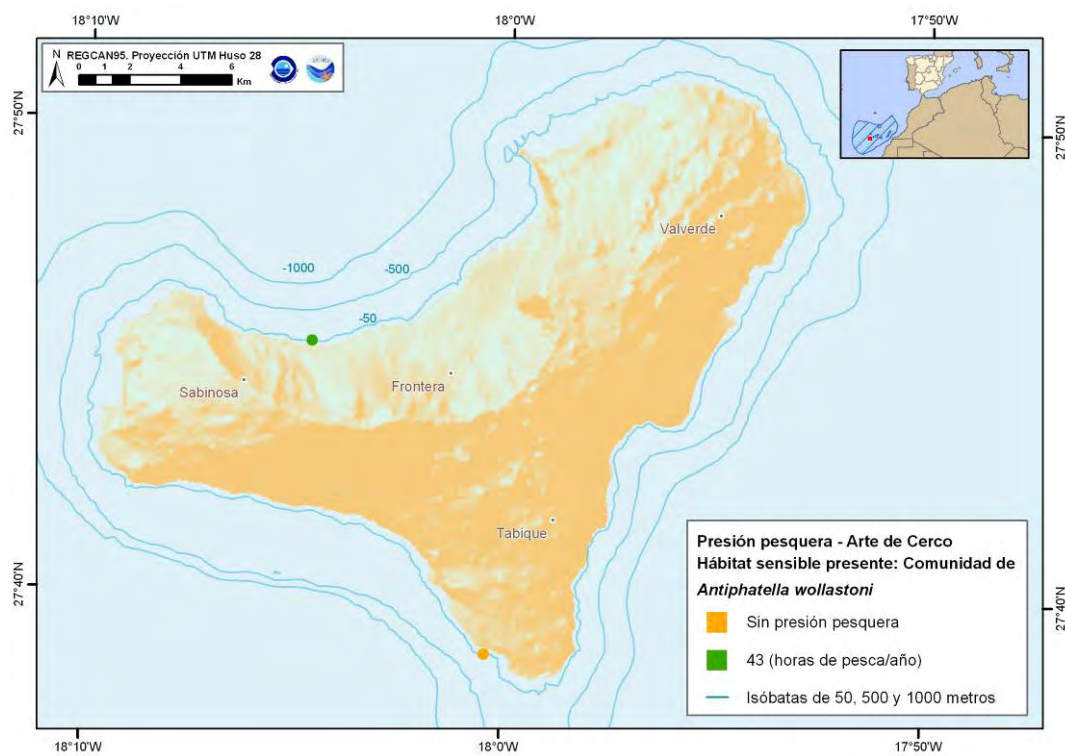 18°10'W
18°0'W
17°50'W
N
REGCAN95. Proyección UTM Huso 28
0 1 2 4 6
Km
27°50'N
27°50'N
Valverde
-1000
-500
-50
Sabinosa
Frontera
Tabique
27°40'N
27°40'N
Presión pesquera - Arte de Cerco
Hábitat sensible presente: Comunidad de
Antiphatella wollastoni
Sin presión pesquera
43 (horas de pesca/año)
Isóbatas de 50, 500 y 1000 metros
18°10'W
18°0'W
17°50'W